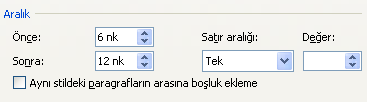 Aralık
Önce: 6 nk Satır aralığı: Değer:
Sonra: 12 nk Tek
Aynı stildeki paragrafların arasına boşluk ekleme